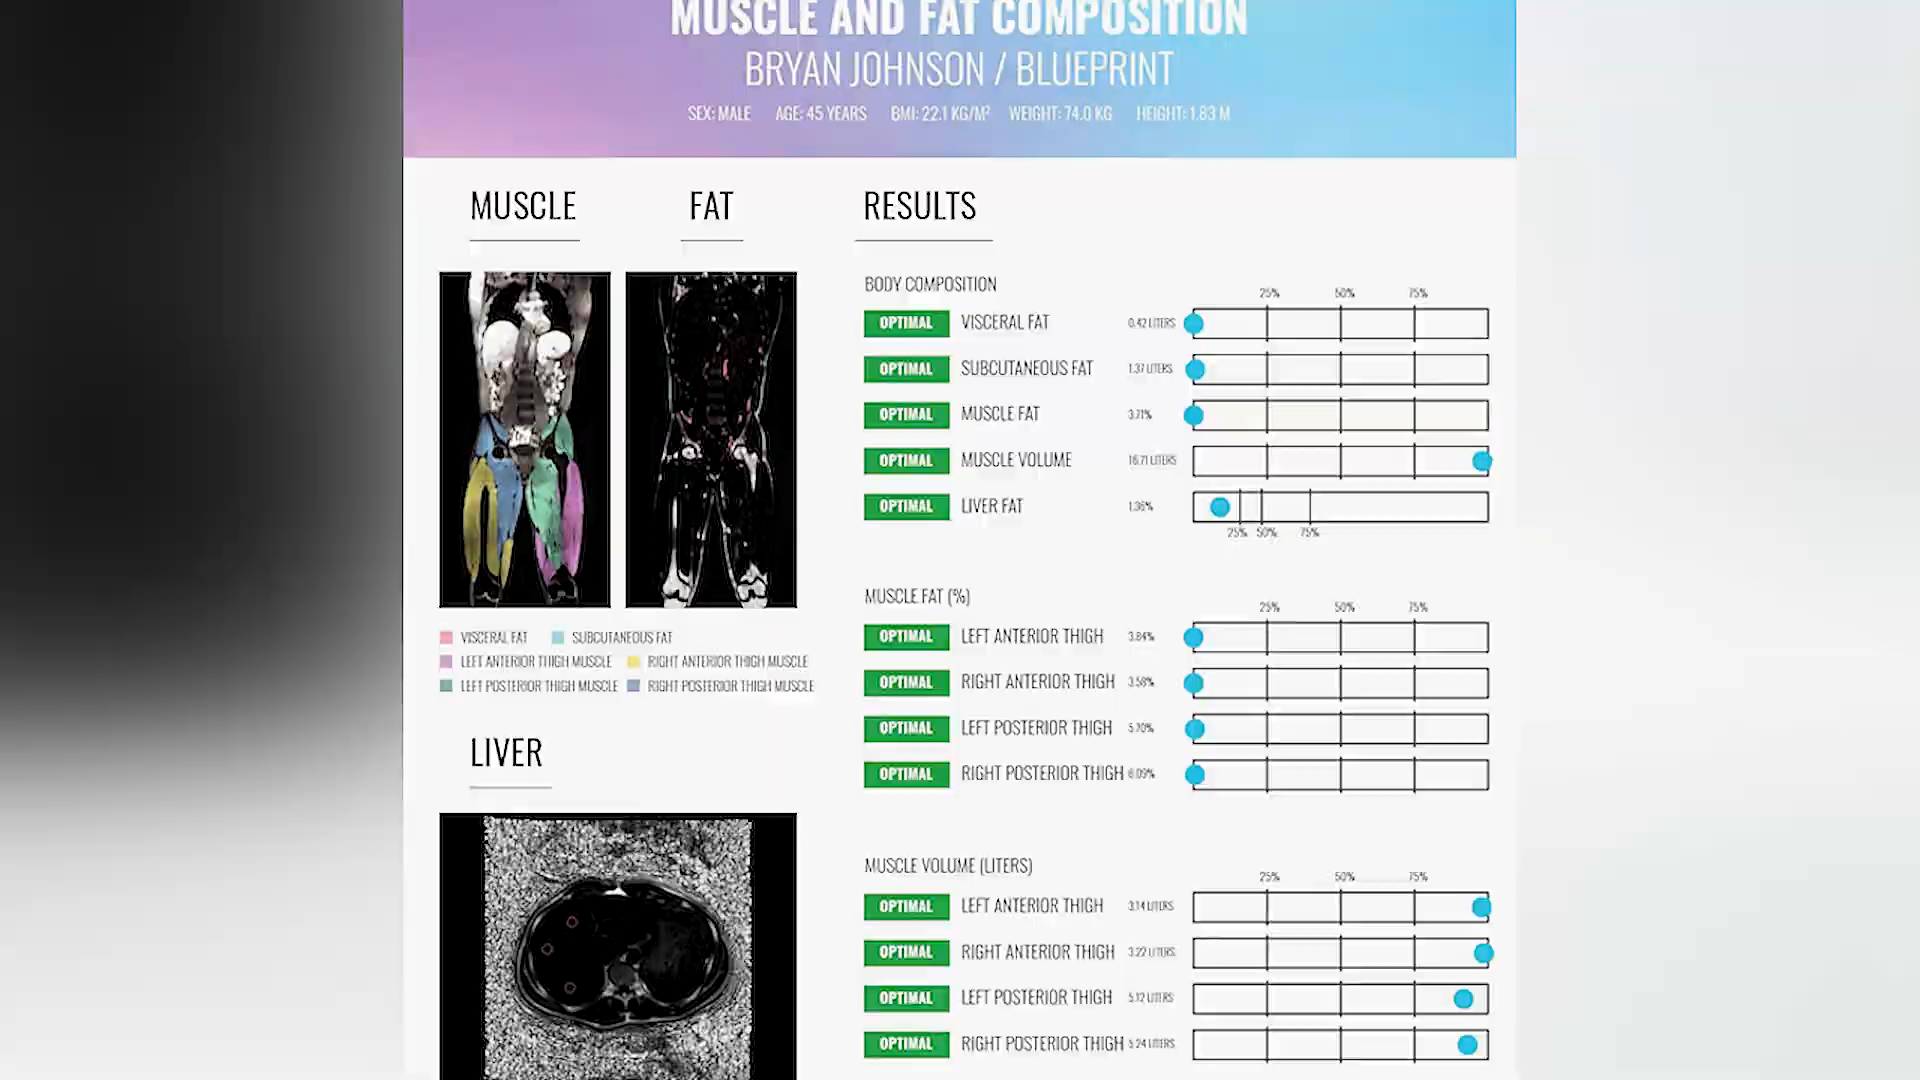 MUSCLE AND FAT COMPOSITION
BRYAN JOHNSON / BLUEPRINT
SEX: MALE AGE: 45 YEARS BMI: 22.1 KG/M² WEIGHT: 74.0 KG HEIGHT: 1.83 M
MUSCLE
FAT
VISCERAL FAT SUBCUTANEOUS FAT
LEFT ANTERIOR THIGH MUSCLE RIGHT ANTERIOR THIGH MUSCLE
LEFT POSTERIOR THIGH MUSCLE RIGHT POSTERIOR THIGH MUSCLE
LIVER
RESULTS
BODY COMPOSITION
25% 50% 75%
OPTIMAL VISCERAL FAT 0.42 LITERS
OPTIMAL SUBCUTANEOUS FAT 1.37 LITERS
OPTIMAL MUSCLE FAT 3.71%
OPTIMAL MUSCLE VOLUME 16.71 LITERS
OPTIMAL LIVER FAT 1.36%
25% 50% 75%
MUSCLE FAT (%)
25% 50% 75%
OPTIMAL LEFT ANTERIOR THIGH 3.84%
OPTIMAL RIGHT ANTERIOR THIGH 3.58%
OPTIMAL LEFT POSTERIOR THIGH 5.70%
OPTIMAL RIGHT POSTERIOR THIGH 6.09%
MUSCLE VOLUME (LITERS)
25% 50% 75%
OPTIMAL LEFT ANTERIOR THIGH 3.14 LITERS
OPTIMAL RIGHT ANTERIOR THIGH 3.22 LITERS
OPTIMAL LEFT POSTERIOR THIGH 5.12 LITERS
OPTIMAL RIGHT POSTERIOR THIGH 5.24 LITERS